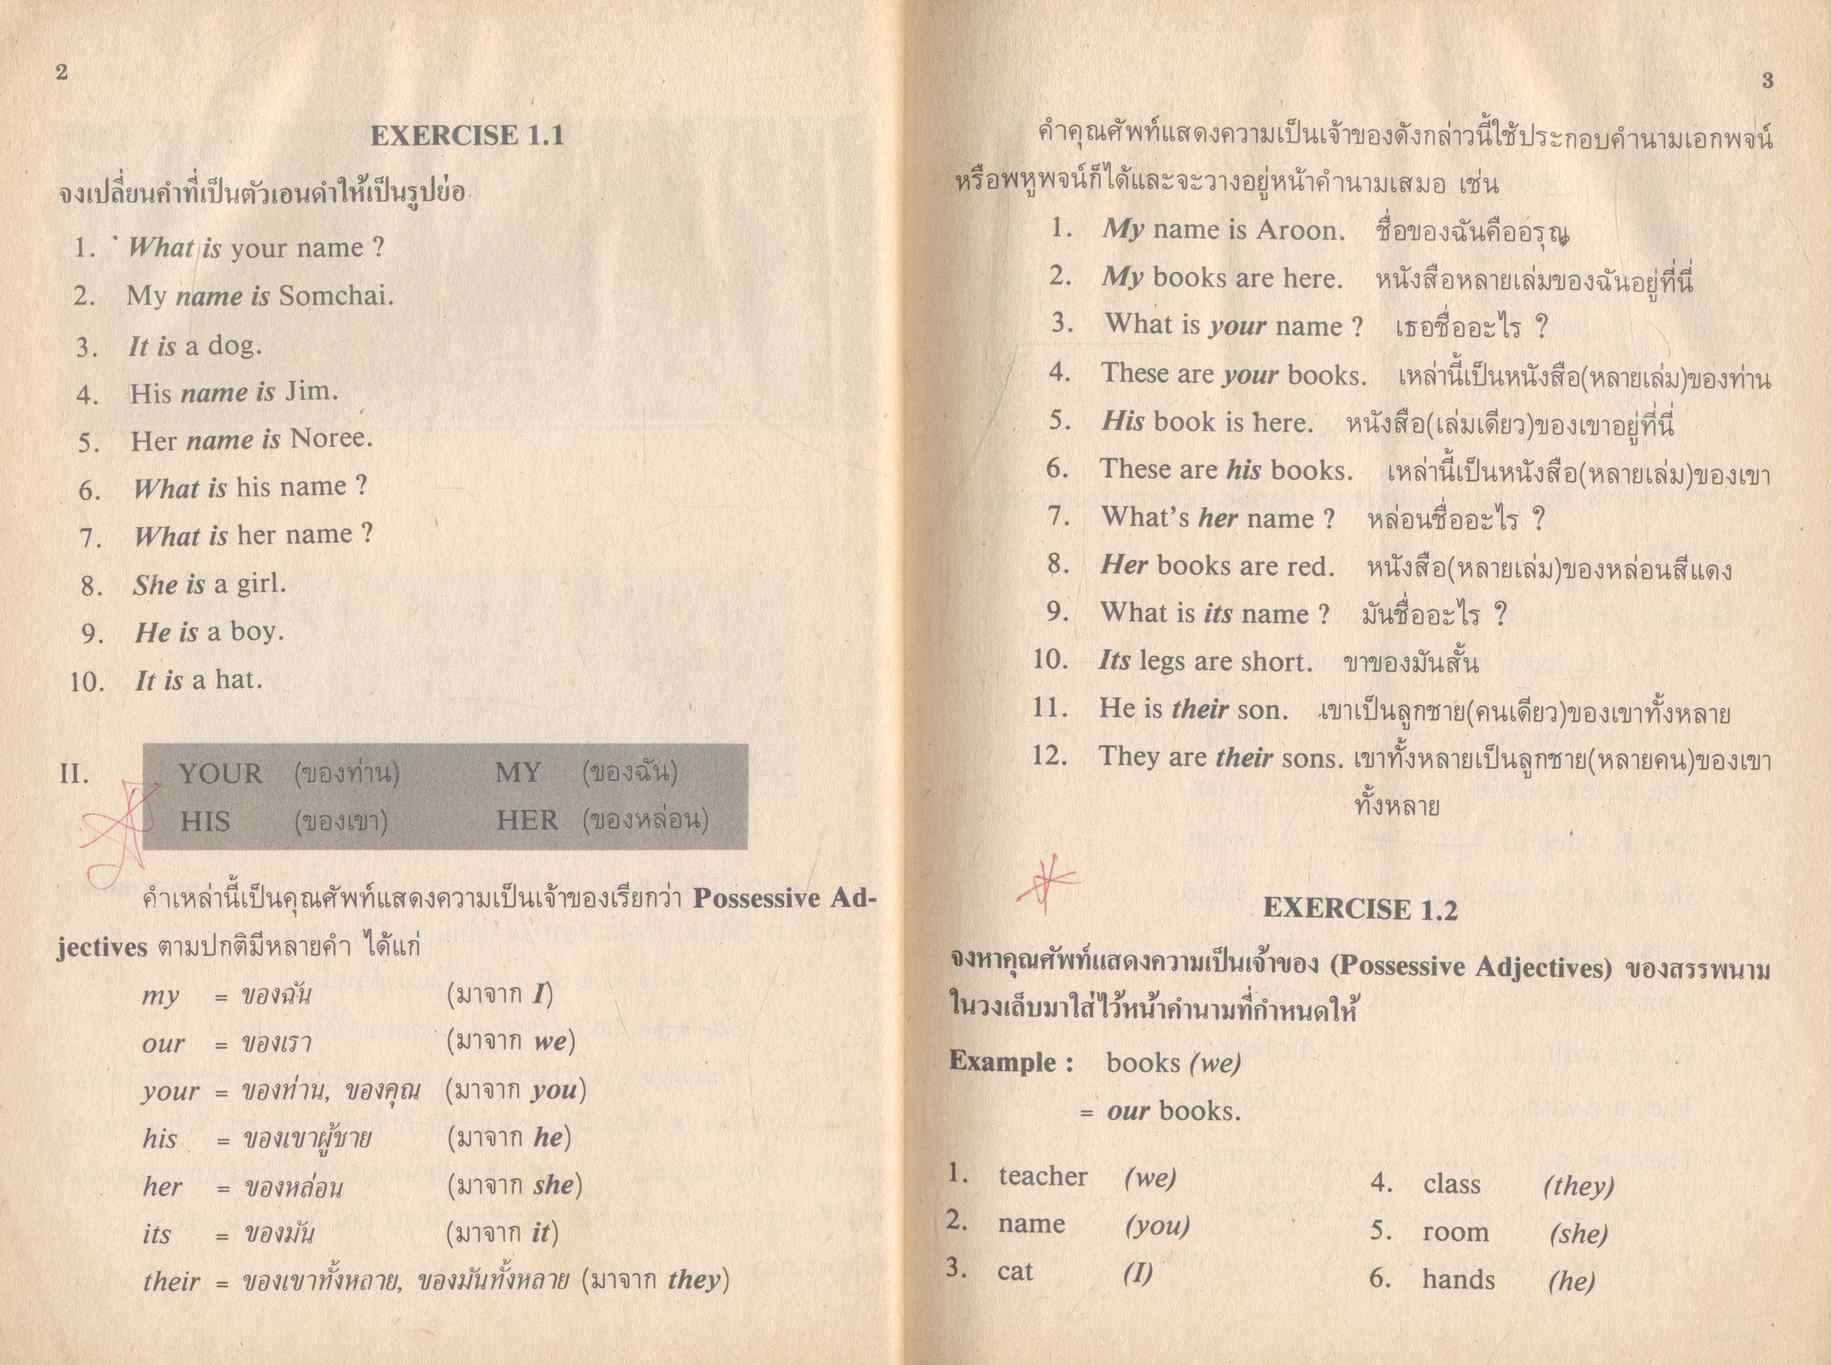 2
EXERCISE 1.1
จงเปลี่ยนคำที่เป็นตัวเอนดำให้เป็นรูปย่อ
1. What is your name ?
2. My name is Somchai.
3. It is a dog.
4. His name is Jim.
5. Her name is Noree.
6. What is his name ?
7. What is her name ?
8. She is a girl.
9. He is a boy.
10. It is a hat.
II. YOUR (ของท่าน) MY (ของฉัน)
HIS (ของเขา) HER (ของหล่อน)
คำเหล่านี้เป็นคุณศัพท์แสดงความเป็นเจ้าของเรียกว่า Possessive Ad-
jectives ตามปกติมีหลายคำ ได้แก่
my = ของฉัน (มาจาก I)
our = ของเรา (มาจาก we)
your = ของท่าน, ของคุณ (มาจาก you)
his = ของเขาผู้ชาย (มาจาก he)
her = ของหล่อน (มาจาก she)
its = ของมัน (มาจาก it)
their = ของเขาทั้งหลาย, ของมันทั้งหลาย (มาจาก they)
3
คำคุณศัพท์แสดงความเป็นเจ้าของดังกล่าวนี้ใช้ประกอบคำนามเอกพจน์
หรือพหูพจน์ก็ได้และจะวางอยู่หน้าคำนามเสมอ เช่น
1. My name is Aroon. ชื่อของฉันคืออรุณ
2. My books are here. หนังสือหลายเล่มของฉันอยู่ที่นี่
3. What is your name ? เธอชื่ออะไร ?
4. These are your books. เหล่านี้เป็นหนังสือ(หลายเล่ม)ของท่าน
5. His book is here. หนังสือ(เล่มเดียว)ของเขาอยู่ที่นี่
6. These are his books. เหล่านี้เป็นหนังสือ(หลายเล่ม)ของเขา
7. What's her name ? หล่อนชื่ออะไร ?
8. Her books are red. หนังสือ(หลายเล่ม)ของหล่อนสีแดง
9. What is its name ? มันชื่ออะไร ?
10. Its legs are short. ขาของมันสั้น
11. He is their son. เขาเป็นลูกชาย(คนเดียว)ของเขาทั้งหลาย
12. They are their sons. เขาทั้งหลายเป็นลูกชาย(หลายคน)ของเขา
ทั้งหลาย
EXERCISE 1.2
จงหาคุณศัพท์แสดงความเป็นเจ้าของ (Possessive Adjectives) ของสรรพนาม
ในวงเล็บมาใส่ไว้หน้าคำนามที่กำหนดให้
Example : books (we)
= our books.
1. teacher (we) 4. class (they)
2. name (you) 5. room (she)
3. cat (I) 6. hands (he)